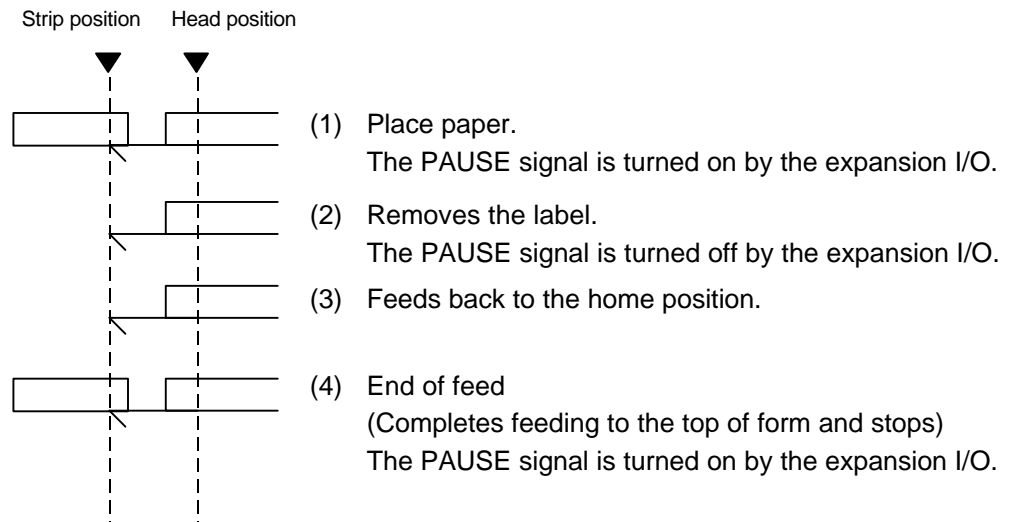 Strip position Head position
(1) Place paper.
The PAUSE signal is turned on by the expansion I/O.
(2) Removes the label.
The PAUSE signal is turned off by the expansion I/O.
(3) Feeds back to the home position.
(4) End of feed
(Completes feeding to the top of form and stops)
The PAUSE signal is turned on by the expansion I/O.